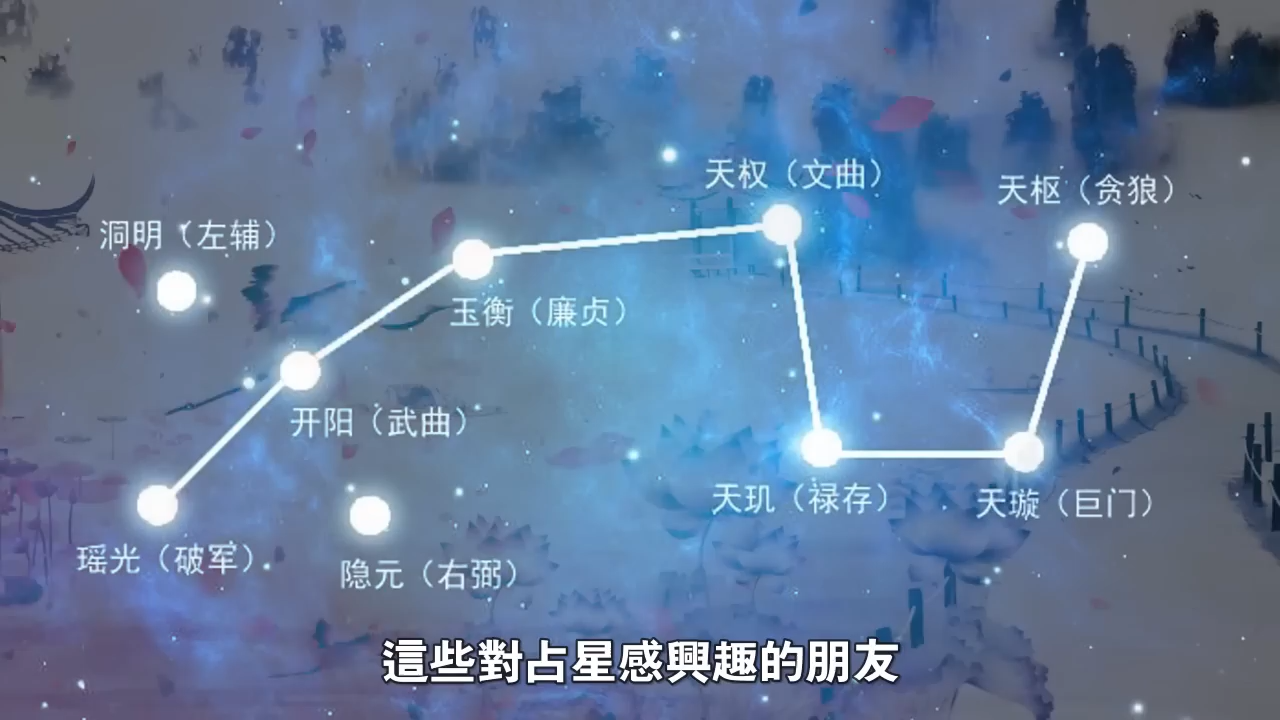 天权（文曲）
天枢（贪狼）
洞明（左辅）
玉衡（廉贞）
开阳（武曲）
天玑（禄存）
天璇（巨门）
瑶光（破军）
隐元（右弼）
這些對占星感興趣的朋友